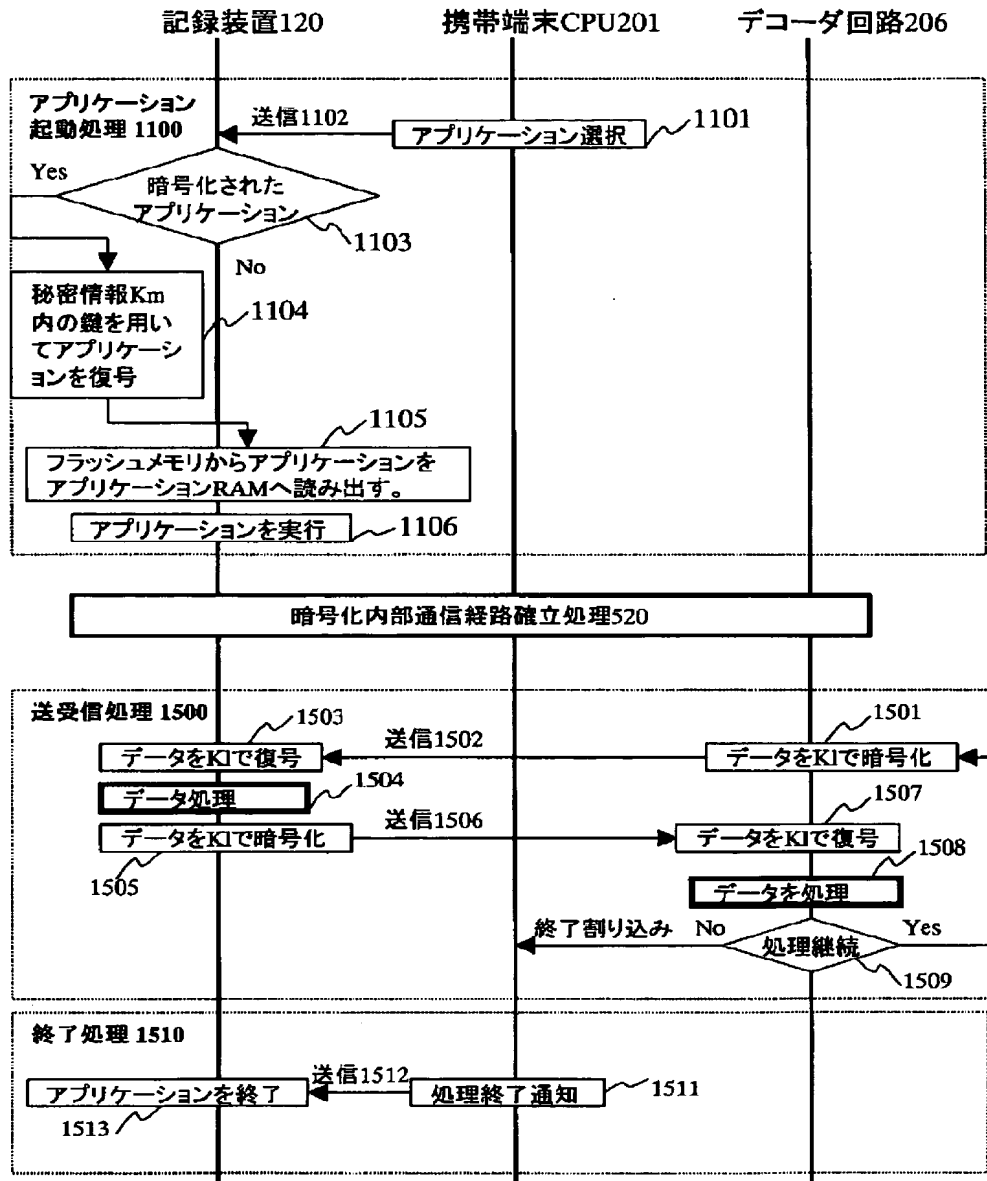 記録装置120
携帯端末CPU201
デコーダ回路206
アプリケーション
起動処理 1100
送信1102
アプリケーション選択
1101
Yes
暗号化された
アプリケーション
1103
No
秘密情報Km
内の鍵を用い
てアプリケーシ
ョンを復号
1104
1105
フラッシュメモリからアプリケーションを
アプリケーションRAMへ読み出す。
アプリケーションを実行
1106
暗号化内部通信経路確立処理520
送受信処理 1500
1503
1501
データをKlで復号
送信1502
データをKlで暗号化
データ処理
1504
1507
データをKlで暗号化
送信1506
データをKlで復号
1505
1508
データを処理
終了割り込み
No
処理継続
Yes
1509
終了処理 1510
アプリケーションを終了
送信1512
処理終了通知
1511
1513